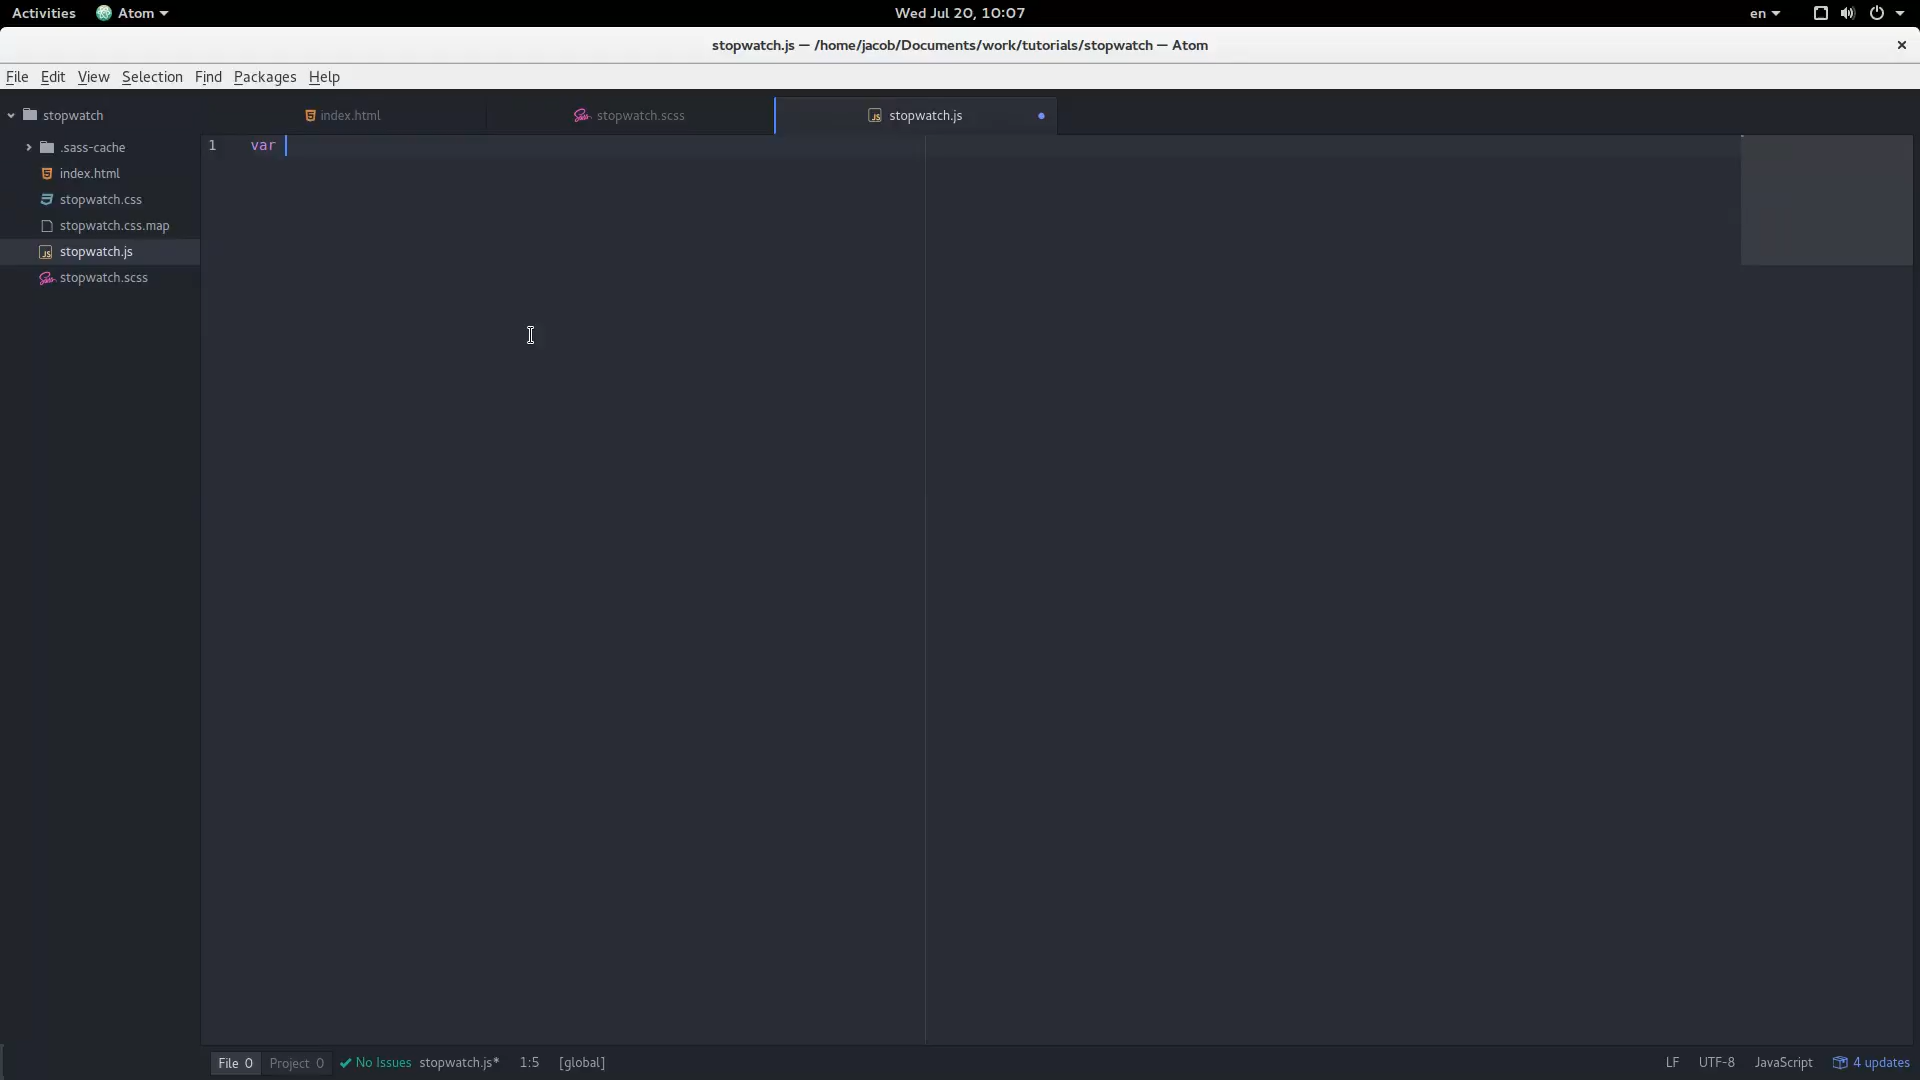 Activities Atom Wed Jul 20, 10:07 en
stopwatch.js — /home/jacob/Documents/work/tutorials/stopwatch — Atom
File Edit View Selection Find Packages Help
stopwatch index.html stopwatch.scss stopwatch.js
1 var
.sass-cache
index.html
stopwatch.css
stopwatch.css.map
stopwatch.js
stopwatch.scss
File 0 Project 0 No Issues stopwatch.js* 1:5 [global] LF UTF-8 JavaScript 4 updates